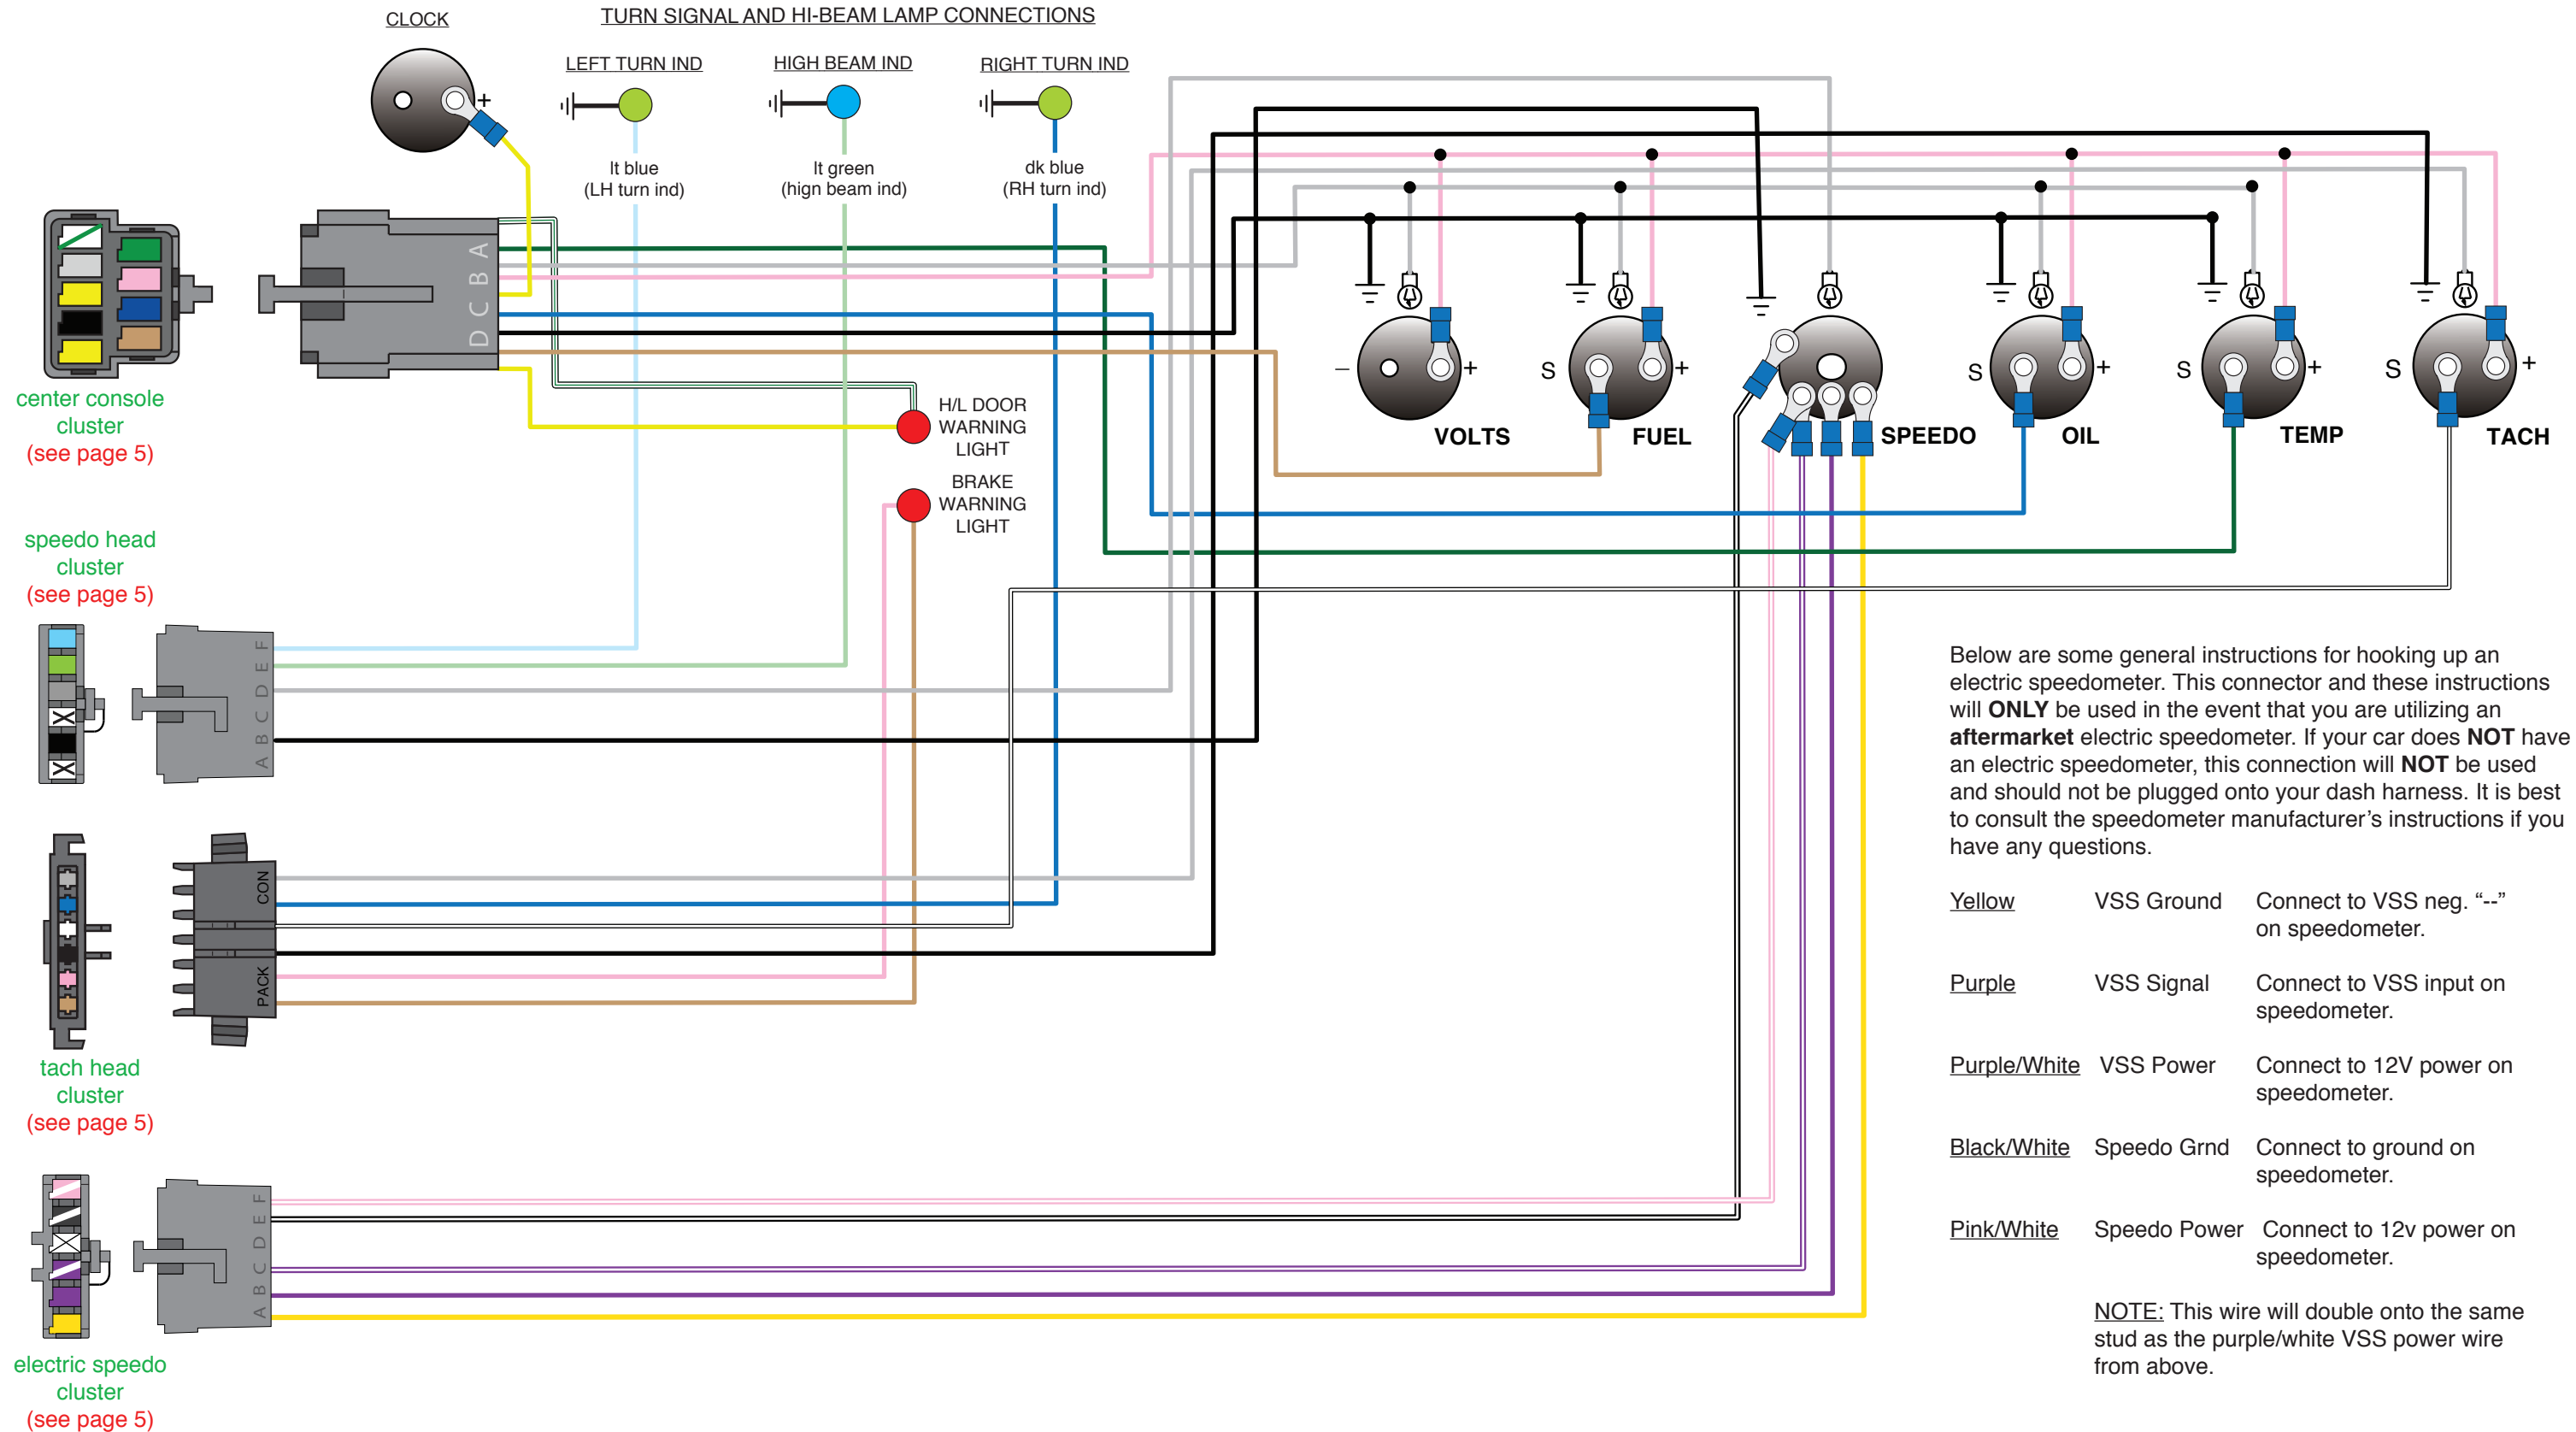 CLOCK
TURN SIGNAL AND HI-BEAM LAMP CONNECTIONS
LEFT TURN IND
HIGH BEAM IND
RIGHT TURN IND
+
lt blue
(LH turn ind)
lt green
(hign beam ind)
dk blue
(RH turn ind)
A
B
C
D
center console
cluster
(see page 5)
H/L DOOR
WARNING
LIGHT
BRAKE
WARNING
LIGHT
– +
VOLTS
S +
FUEL
SPEEDO
S +
OIL
S +
TEMP
S +
TACH
speedo head
cluster
(see page 5)
F
E
D
C
B
A
CON
PACK
tach head
cluster
(see page 5)
F
E
D
C
B
A
electric speedo
cluster
(see page 5)
Below are some general instructions for hooking up an
electric speedometer. This connector and these instructions
will ONLY be used in the event that you are utilizing an
aftermarket electric speedometer. If your car does NOT have
an electric speedometer, this connection will NOT be used
and should not be plugged onto your dash harness. It is best
to consult the speedometer manufacturer’s instructions if you
have any questions.
Yellow VSS Ground Connect to VSS neg. “--”
on speedometer.
Purple VSS Signal Connect to VSS input on
speedometer.
Purple/White VSS Power Connect to 12V power on
speedometer.
Black/White Speedo Grnd Connect to ground on
speedometer.
Pink/White Speedo Power Connect to 12v power on
speedometer.
NOTE: This wire will double onto the same
stud as the purple/white VSS power wire
from above.